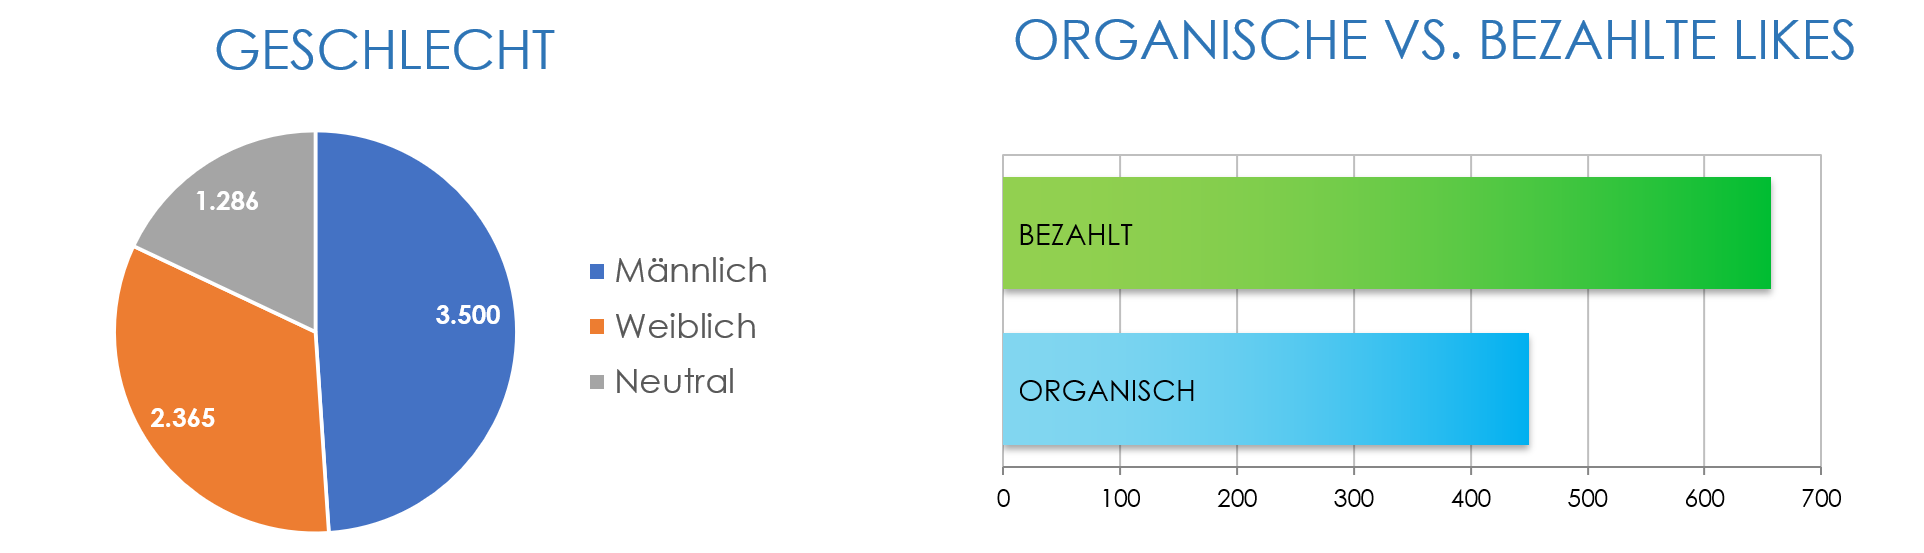 GESCHLECHT
1.286
3.500
2.365
Männlich
Weiblich
Neutral
ORGANISCHE VS. BEZAHLTE LIKES
BEZAHLT
ORGANISCH
0 100 200 300 400 500 600 700